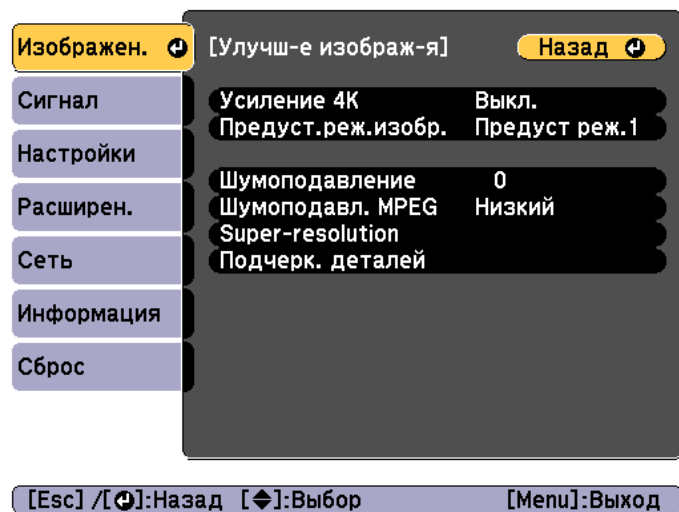 Изображен.
[Улучш-е изображ-я]
Назад
Сигнал
Усиление 4K Выкл.
Предуст.реж.изобр. Предуст реж.1
Настройки
Шумоподавление 0
Расширен.
Шумоподавл. MPEG Низкий
Super-resolution
Сеть
Подчерк. деталей
Информация
Сброс
[Esc] /[ ]:Назад [ ]:Выбор [Menu]:Выход